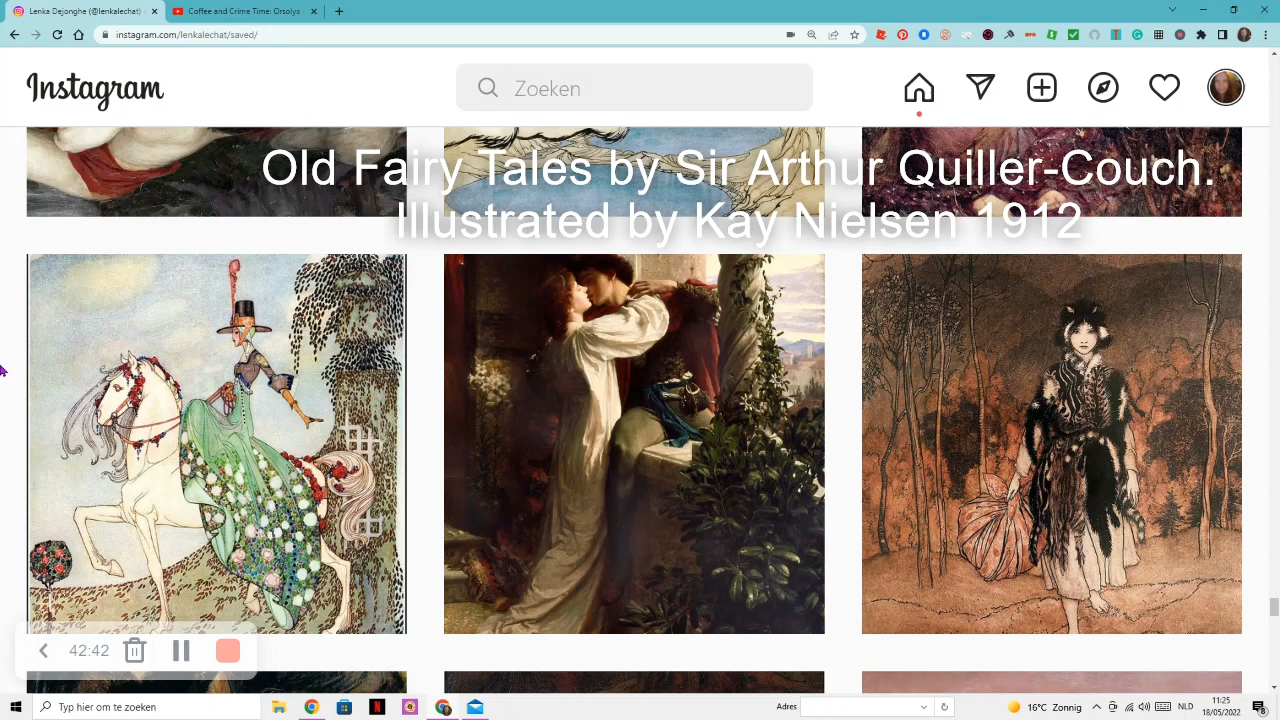 Lenka Dejonghe (@lenkalechat)
Coffee and Crime Time: Orsolya
instagram.com/lenkalechat/saved/
Instagram
Zoeken
Old Fairy Tales by Sir Arthur Quiller-Couch.
Illustrated by Kay Nielsen 1912
42:42
Typ hier om te zoeken
Adres
16°C Zonnig
NLD
11:25
18/05/2022